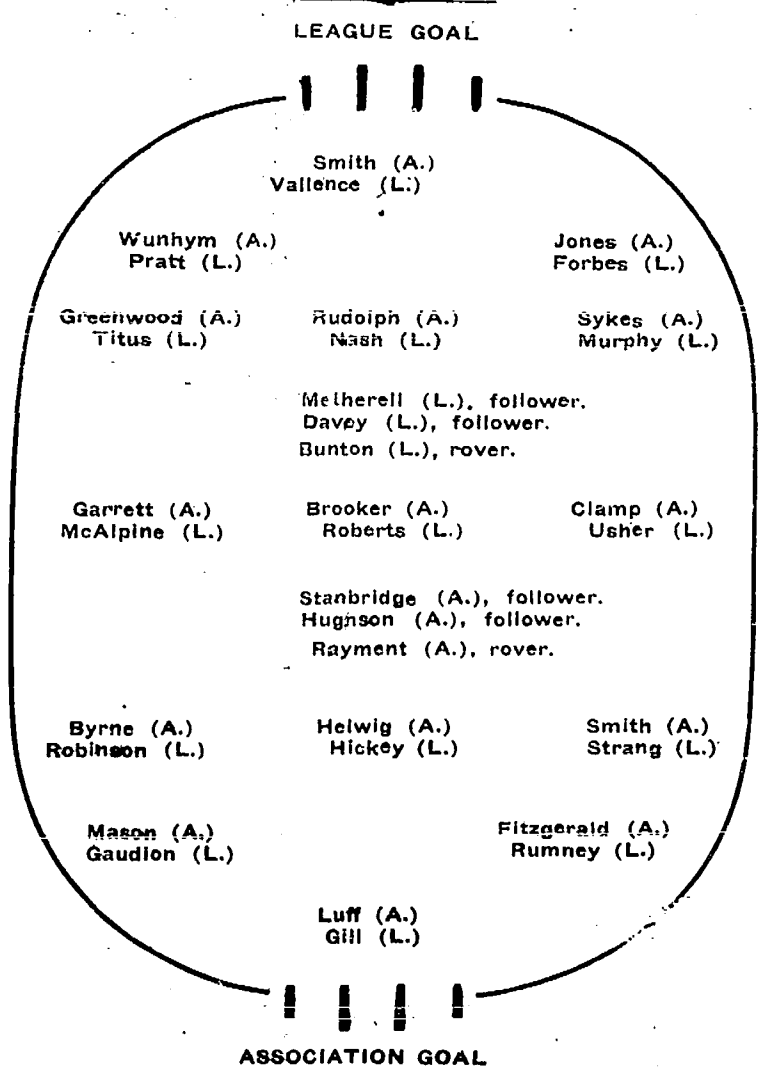 LEAGUE GOAL
Smith (A.)
Vallence (L.)
Wunhym (A.)
Pratt (L.)
Jones (A.)
Forbes (L.)
Greenwood (A.)
Titus (L.)
Rudolph (A.)
Nash (L.)
Sykes (A.)
Murphy (L.)
Metherell (L.), follower.
Davey (L.), follower.
Bunton (L.), rover.
Garrett (A.)
McAlpine (L.)
Brooker (A.)
Roberts (L.)
Clamp (A.)
Usher (L.)
Stanbridge (A.), follower.
Hughson (A.), follower.
Rayment (A.), rover.
Byrne (A.)
Robinson (L.)
Helwig (A.)
Hickey (L.)
Smith (A.)
Strang (L.)
Mason (A.)
Gaudion (L.)
Fitzgerald (A.)
Rumney (L.)
Luff (A.)
Gill (L.)
ASSOCIATION GOAL